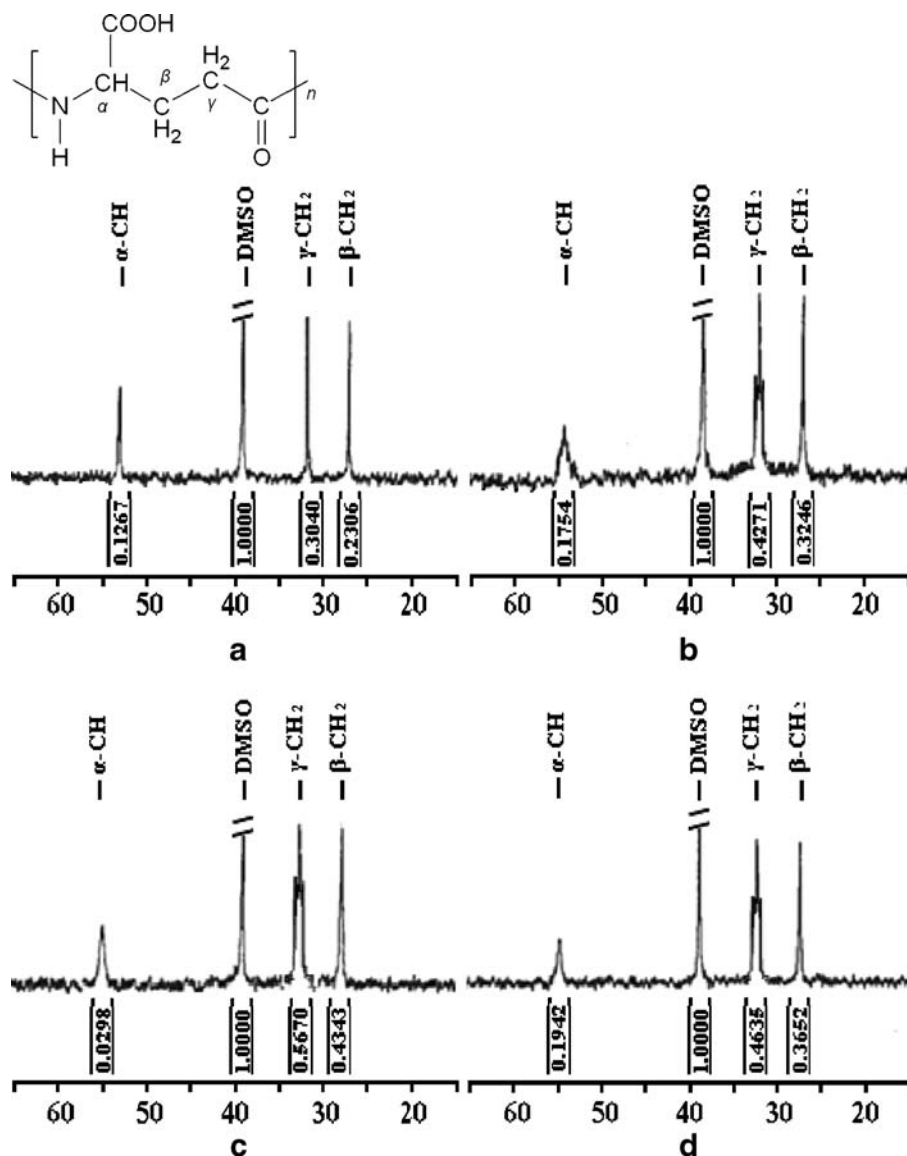 COOH
H₂
β
C
CH
γ
n
N
α
C
C
H₂
H
O
α-CH
DMSO
γ-CH₂
β-CH₂
0.1267
1.0000
0.3040
0.2306
60 50 40 30 20
a
α-CH
DMSO
γ-CH₂
β-CH₂
0.1754
1.0000
0.4271
0.3246
60 50 40 30 20
b
α-CH
DMSO
γ-CH₂
β-CH₂
0.0298
1.0000
0.5670
0.4343
60 50 40 30 20
c
α-CH
DMSO
γ-CH₂
β-CH₂
0.1942
1.0000
0.4635
0.3652
60 50 40 30 20
d